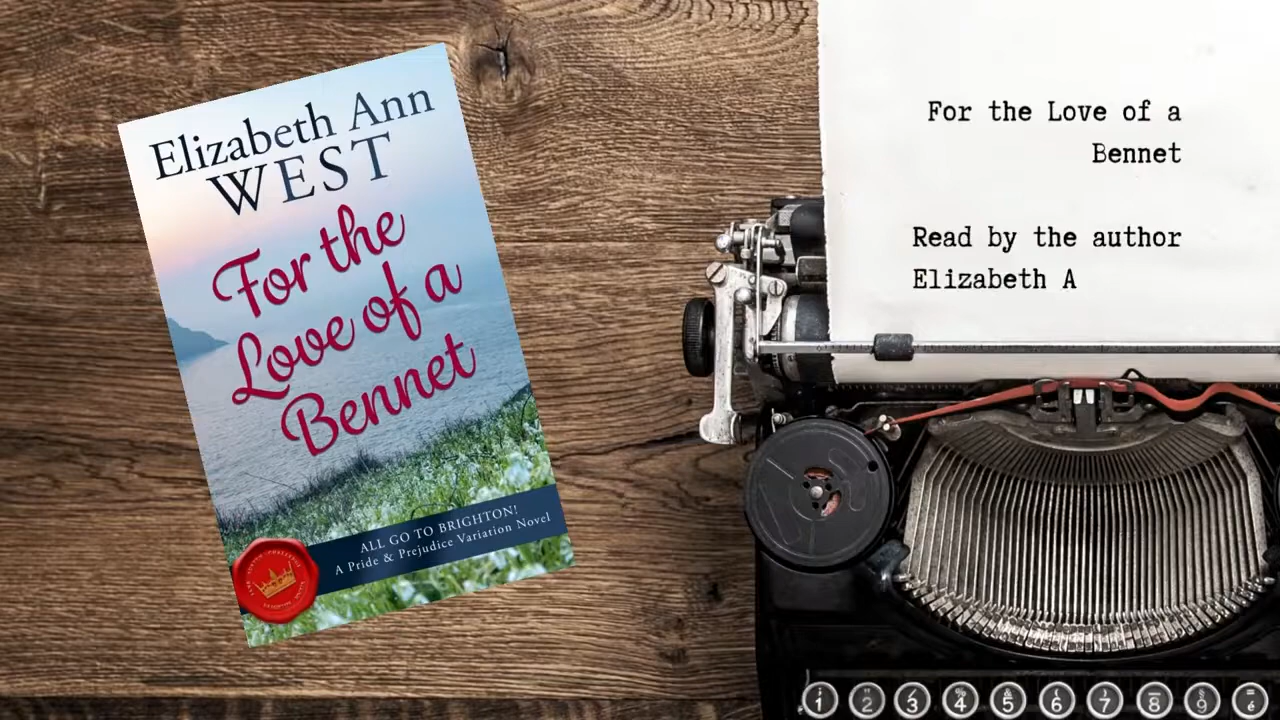 Elizabeth Ann
WEST
For the
Love of a
Bennet
ALL GO TO BRIGHTON!
A Pride & Prejudice Variation Novel
For the Love of a
Bennet
Read by the author
Elizabeth A
1 2 3 4 5 6 7 8 9 é